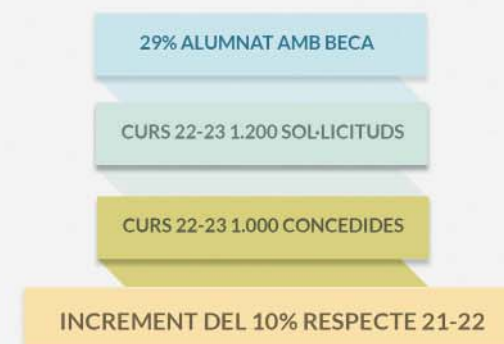 29% ALUMNAT AMB BECA
CURS 22-23 1.200 SOL·LICITUDS
CURS 22-23 1.000 CONCEDIDES
INCREMENT DEL 10% RESPECTE 21-22